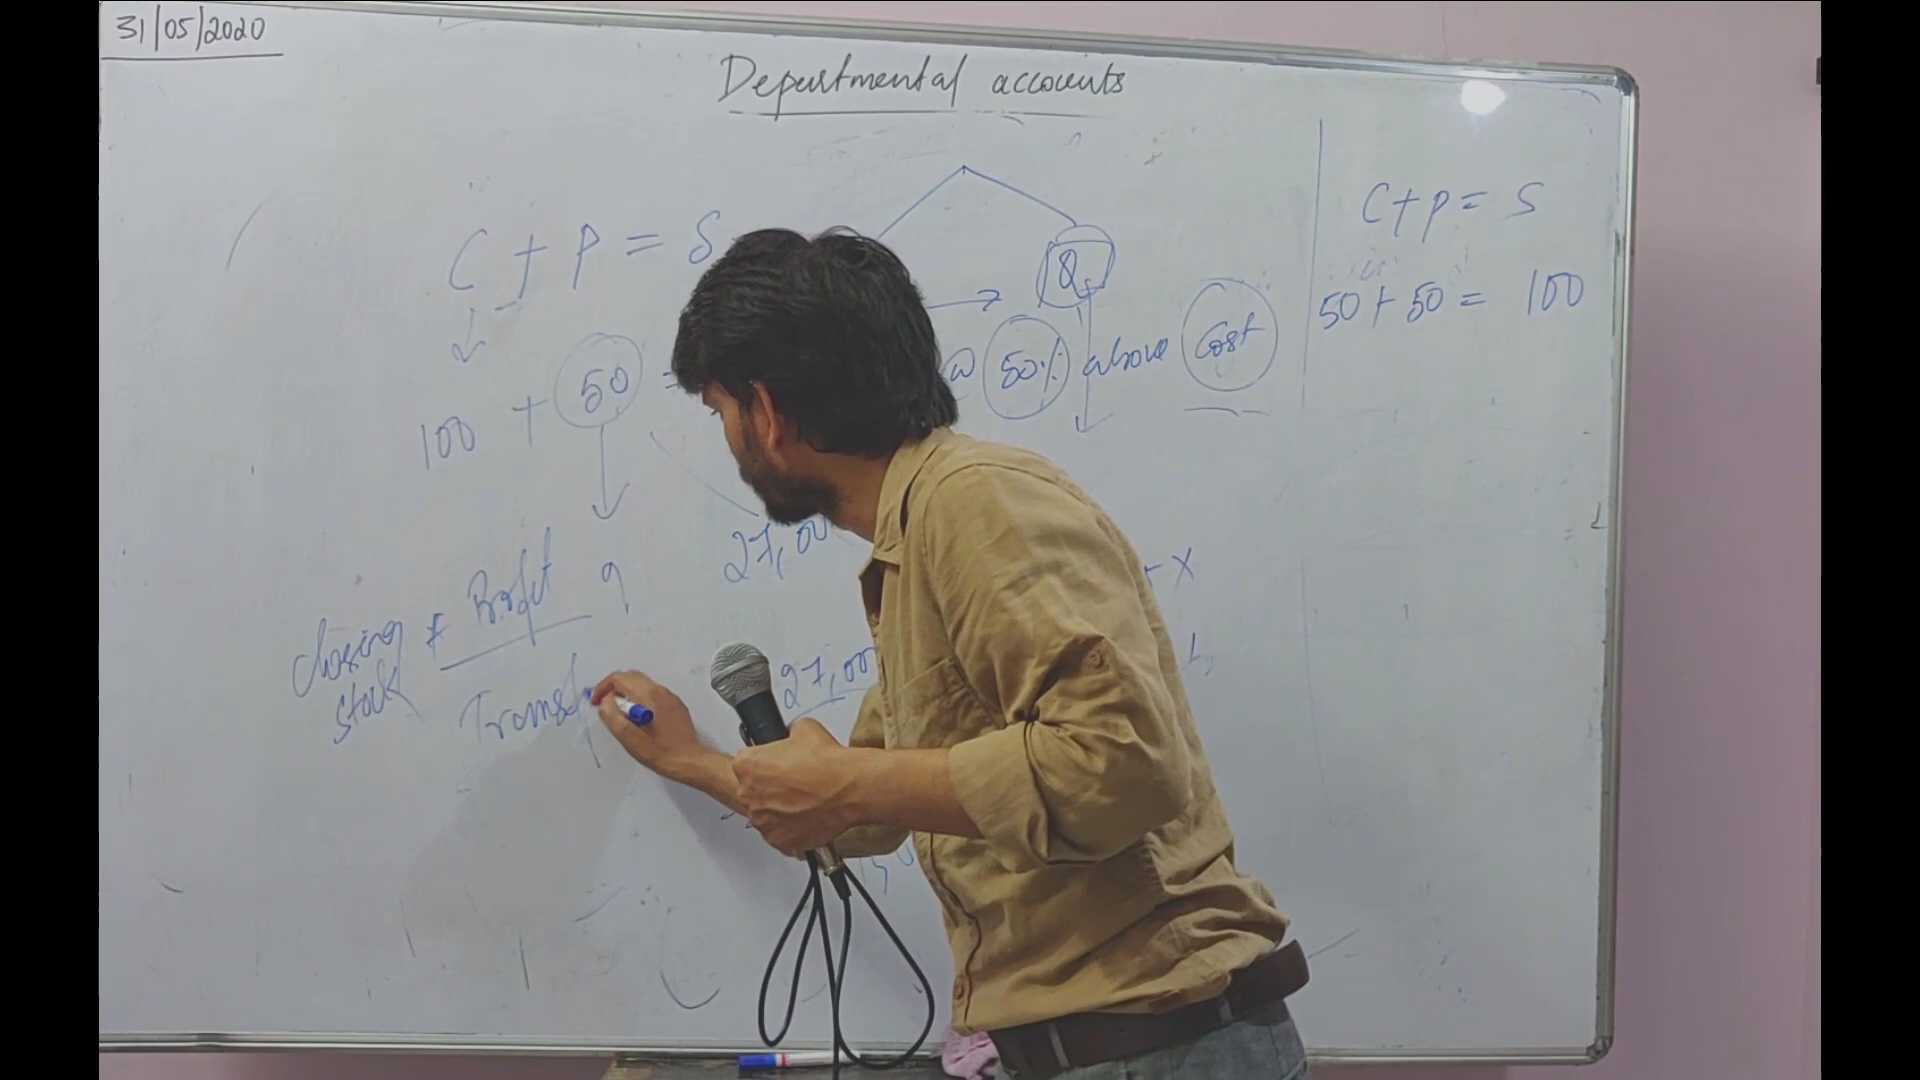 31/05/2020
Departmental accounts
C + P = S
Q
@ 50% above Cost
100 + 50 =
27,00
Closing stock × Profit ?
Transf
27,00
C + P = S
50 + 50 = 100